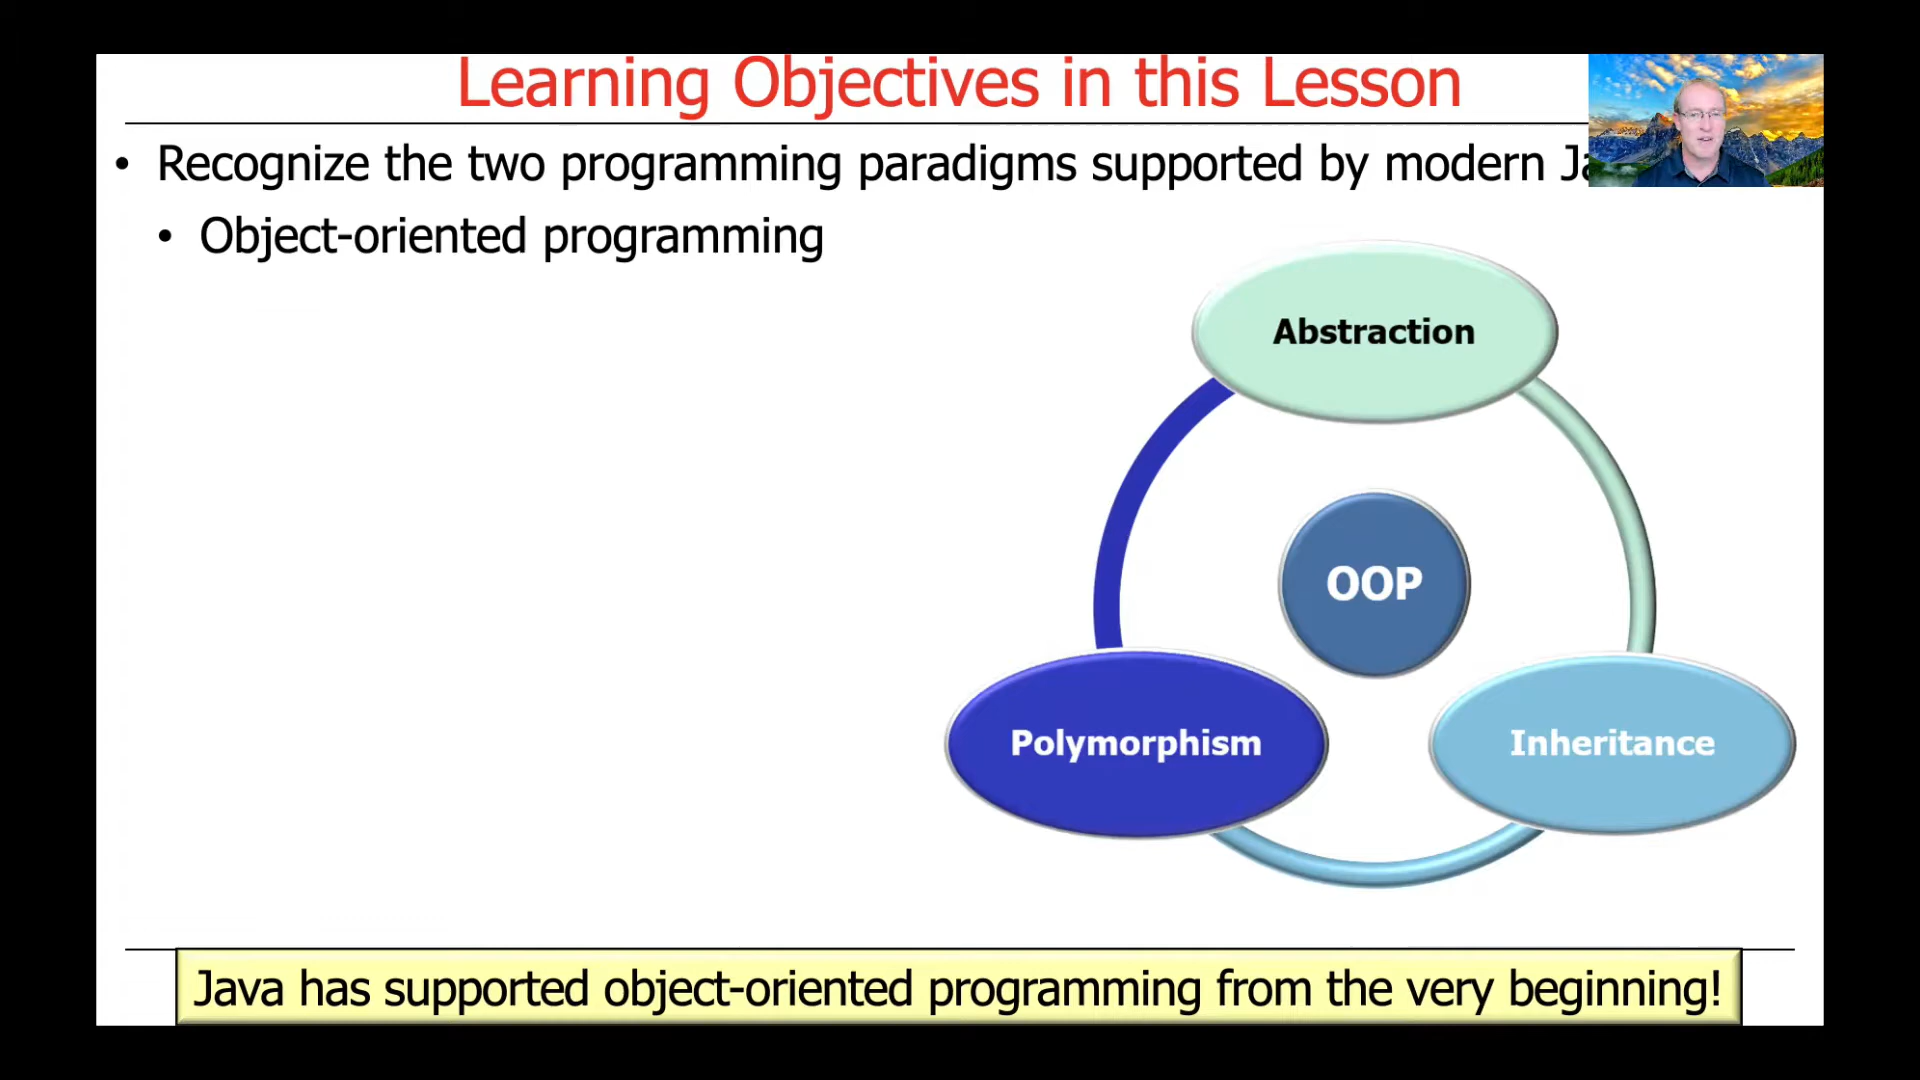 Learning Objectives in this Lesson
• Recognize the two programming paradigms supported by modern
• Object-oriented programming
Abstraction
OOP
Polymorphism
Inheritance
Java has supported object-oriented programming from the very beginning!